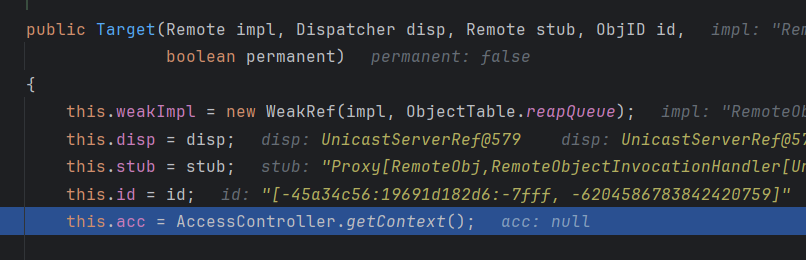 public Target(Remote impl, Dispatcher disp, Remote stub, ObjID id,   impl: "Rem
boolean permanent)   permanent: false
{
this.weakImpl = new WeakRef(impl, ObjectTable.reapQueue);   impl: "RemoteOb
this.disp = disp;   disp: UnicastServerRef@579   disp: UnicastServerRef@57
this.stub = stub;   stub: "Proxy[RemoteObj,RemoteObjectInvocationHandler[Un
this.id = id;   id: "[-45a34c56:19691d182d6:-7fff, -6204586783842420759]"
this.acc = AccessController.getContext();   acc: null